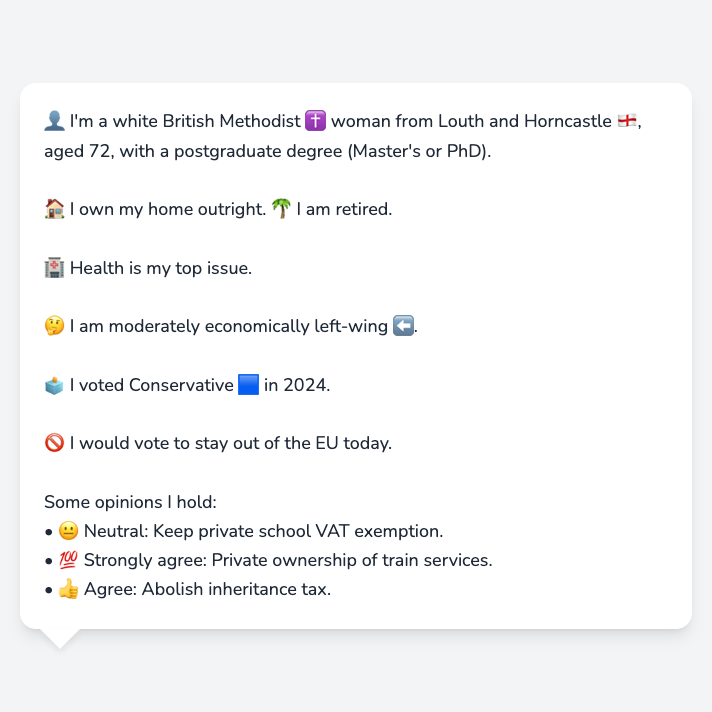 👤 I'm a white British Methodist ✝️ woman from Louth and Horncastle 🏴󠁧󠁢󠁥󠁮󠁧󠁿,
aged 72, with a postgraduate degree (Master's or PhD).
🏠 I own my home outright. 🌴 I am retired.
🏥 Health is my top issue.
🤔 I am moderately economically left-wing ⬅️.
🗳️ I voted Conservative 🟦 in 2024.
🚫 I would vote to stay out of the EU today.
Some opinions I hold:
• 😐 Neutral: Keep private school VAT exemption.
• 💯 Strongly agree: Private ownership of train services.
• 👍 Agree: Abolish inheritance tax.